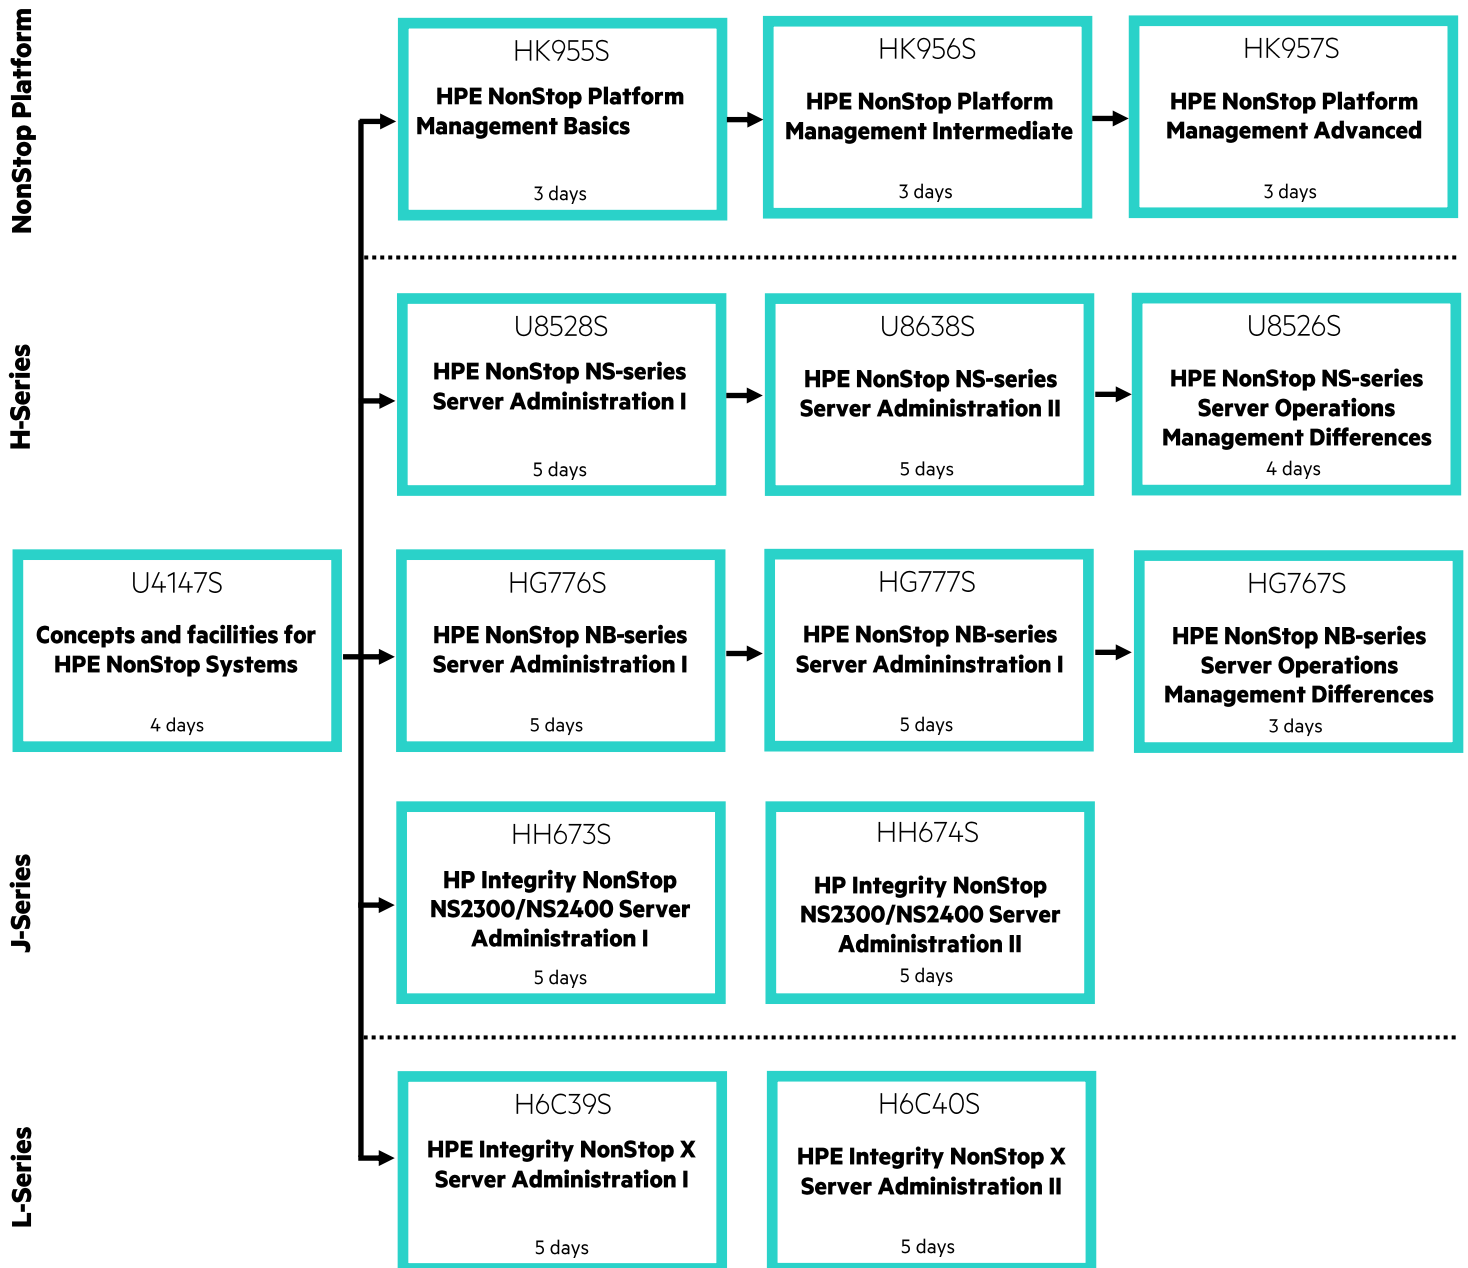 NonStop Platform
HK955S
HPE NonStop Platform
Management Basics
3 days
HK956S
HPE NonStop Platform
Management Intermediate
3 days
HK957S
HPE NonStop Platform
Management Advanced
3 days
H-Series
U8528S
HPE NonStop NS-series
Server Administration I
5 days
U8638S
HPE NonStop NS-series
Server Administration II
5 days
U8526S
HPE NonStop NS-series
Server Operations
Management Differences
4 days
U4147S
Concepts and facilities for
HPE NonStop Systems
4 days
HG776S
HPE NonStop NB-series
Server Administration I
5 days
HG777S
HPE NonStop NB-series
Server Admininstration I
5 days
HG767S
HPE NonStop NB-series
Server Operations
Management Differences
3 days
J-Series
HH673S
HP Integrity NonStop
NS2300/NS2400 Server
Administration I
5 days
HH674S
HP Integrity NonStop
NS2300/NS2400 Server
Administration II
5 days
L-Series
H6C39S
HPE Integrity NonStop X
Server Administration I
5 days
H6C40S
HPE Integrity NonStop X
Server Administration II
5 days